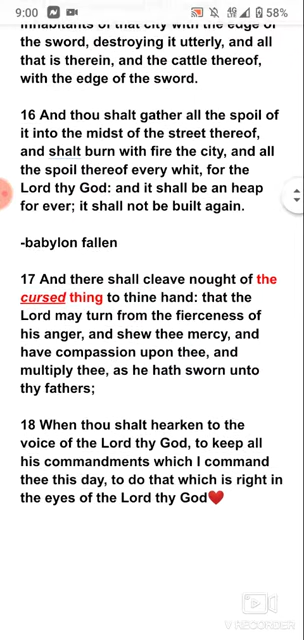 9:00 58%
inhabitants of that city with the edge of
the sword, destroying it utterly, and all
that is therein, and the cattle thereof,
with the edge of the sword.
16 And thou shalt gather all the spoil of
it into the midst of the street thereof,
and shalt burn with fire the city, and all
the spoil thereof every whit, for the
Lord thy God: and it shall be an heap
for ever; it shall not be built again.
-babylon fallen
17 And there shall cleave nought of the
cursed thing to thine hand: that the
Lord may turn from the fierceness of
his anger, and shew thee mercy, and
have compassion upon thee, and
multiply thee, as he hath sworn unto
thy fathers;
18 When thou shalt hearken to the
voice of the Lord thy God, to keep all
his commandments which I command
thee this day, to do that which is right in
the eyes of the Lord thy God❤️
V RECORDER